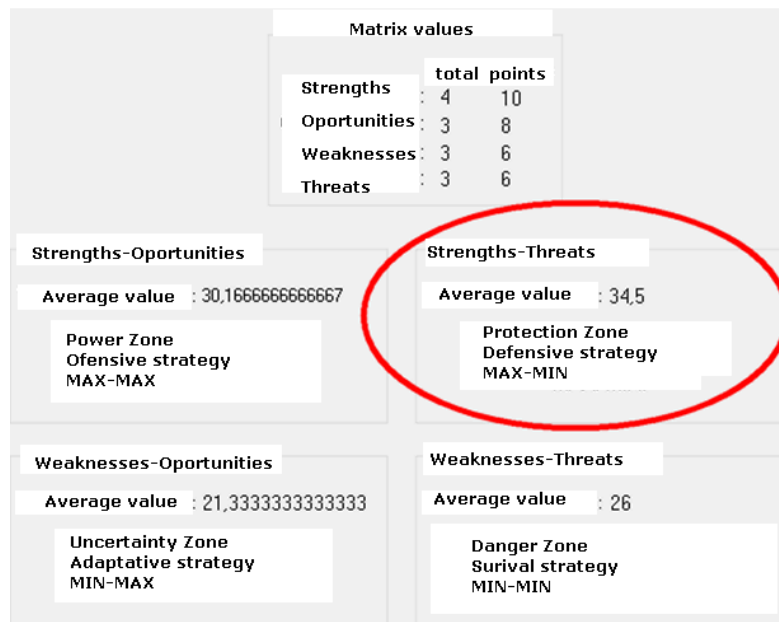 Matrix values
total points
Strengths : 4 10
Oportunities : 3 8
Weaknesses : 3 6
Threats : 3 6
Strengths-Oportunities
Average value : 30,1666666666667
Power Zone
Ofensive strategy
MAX-MAX
Strengths-Threats
Average value : 34,5
Protection Zone
Defensive strategy
MAX-MIN
Weaknesses-Oportunities
Average value : 21,3333333333333
Uncertainty Zone
Adaptative strategy
MIN-MAX
Weaknesses-Threats
Average value : 26
Danger Zone
Surival strategy
MIN-MIN